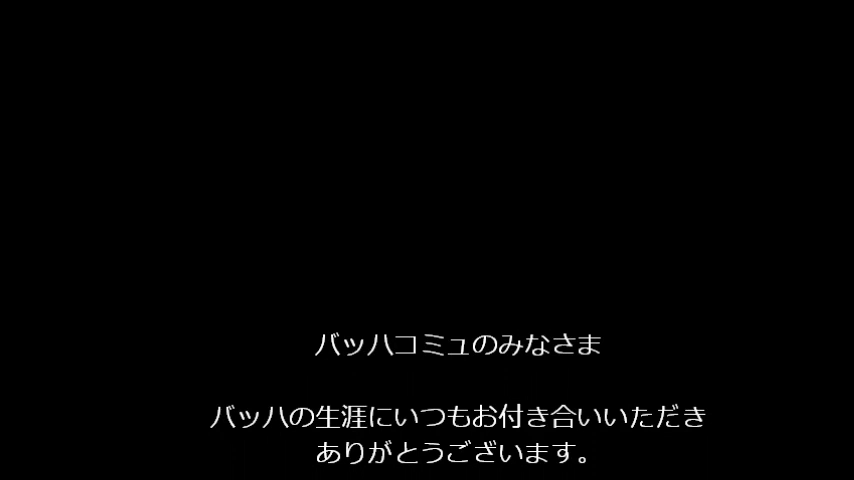 バッハコミュのみなさま
バッハの生涯にいつもお付き合いいただき
ありがとうございます。